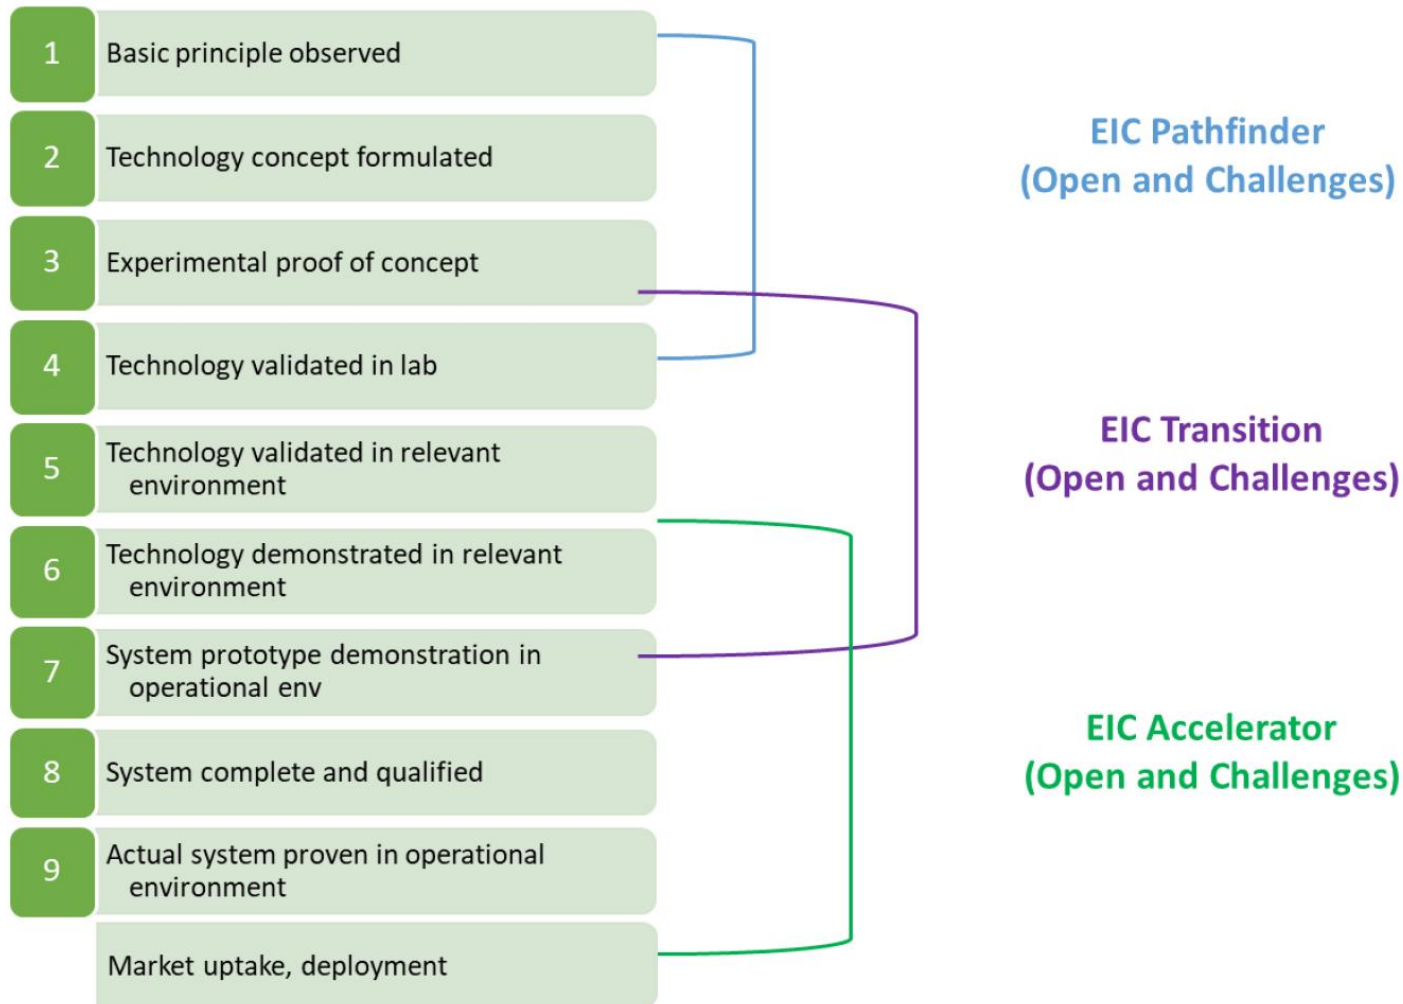 1
Basic principle observed
2
Technology concept formulated
3
Experimental proof of concept
4
Technology validated in lab
5
Technology validated in relevant
environment
6
Technology demonstrated in relevant
environment
7
System prototype demonstration in
operational env
8
System complete and qualified
9
Actual system proven in operational
environment
Market uptake, deployment
EIC Pathfinder
(Open and Challenges)
EIC Transition
(Open and Challenges)
EIC Accelerator
(Open and Challenges)